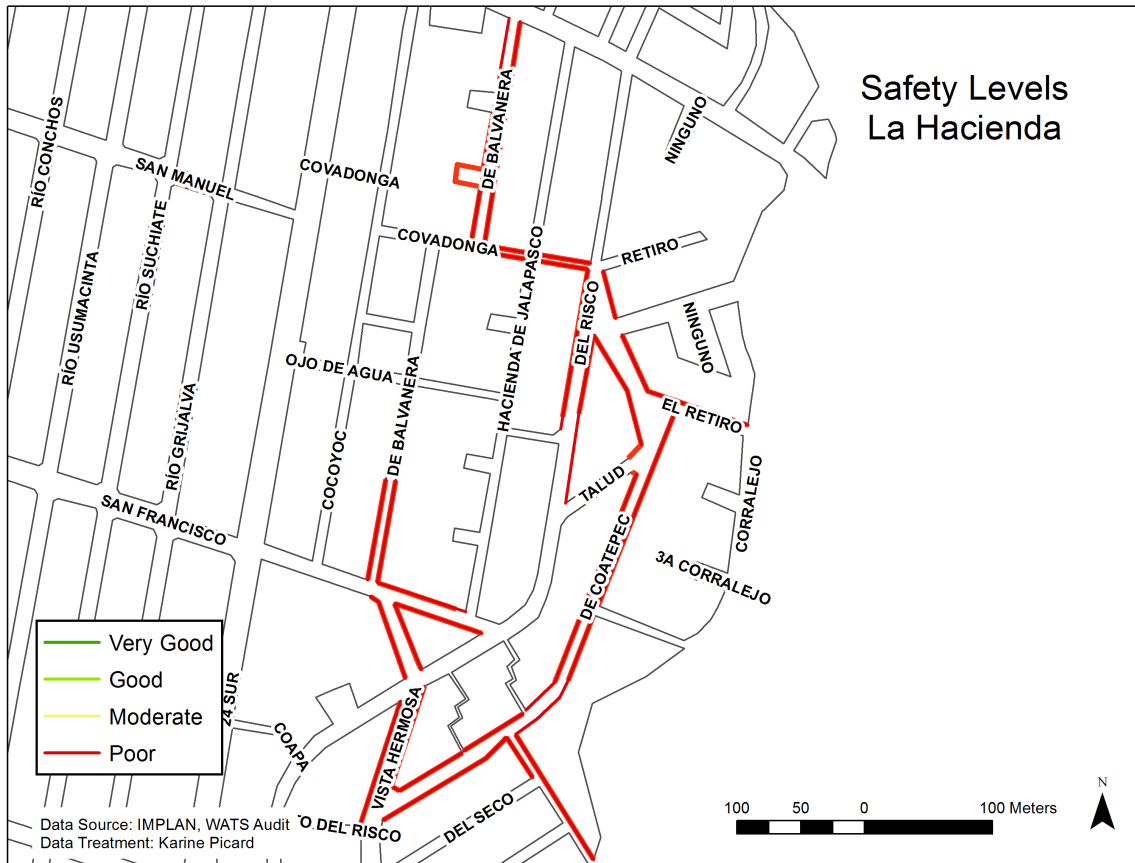 Safety Levels
La Hacienda
NINGUNO
RÍO CONCHOS
SAN MANUEL
COVADONGA
DE BALVANERA
RÍO SUCHIATE
COVADONGA
RETIRO
HACIENDA DE JALAPASCO
RÍO USUMACINTA
DEL RISCO
NINGUNO
OJO DE AGUA
DE BALVANERA
RÍO GRIJALVA
EL RETIRO
COCOYOC
TALUD
CORRALEJO
SAN FRANCISCO
DE COATEPEC
3A CORRALEJO
Very Good
Good
Moderate
Poor
24 SUR
COAPA
VISTA HERMOSA
TO DEL RISCO
DEL SECO
Data Source: IMPLAN, WATS Audit
Data Treatment: Karine Picard
100 50 0 100 Meters
N